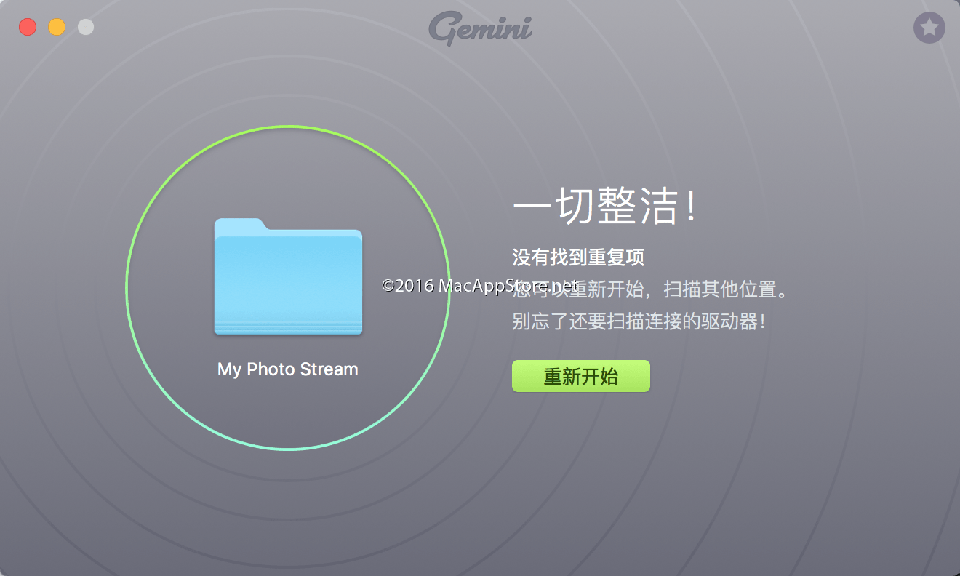 Gemini
一切整洁！
没有找到重复项
©2016 MacAppStore.net
可以重新开始，扫描其他位置。
别忘了还要扫描连接的驱动器！
My Photo Stream
重新开始